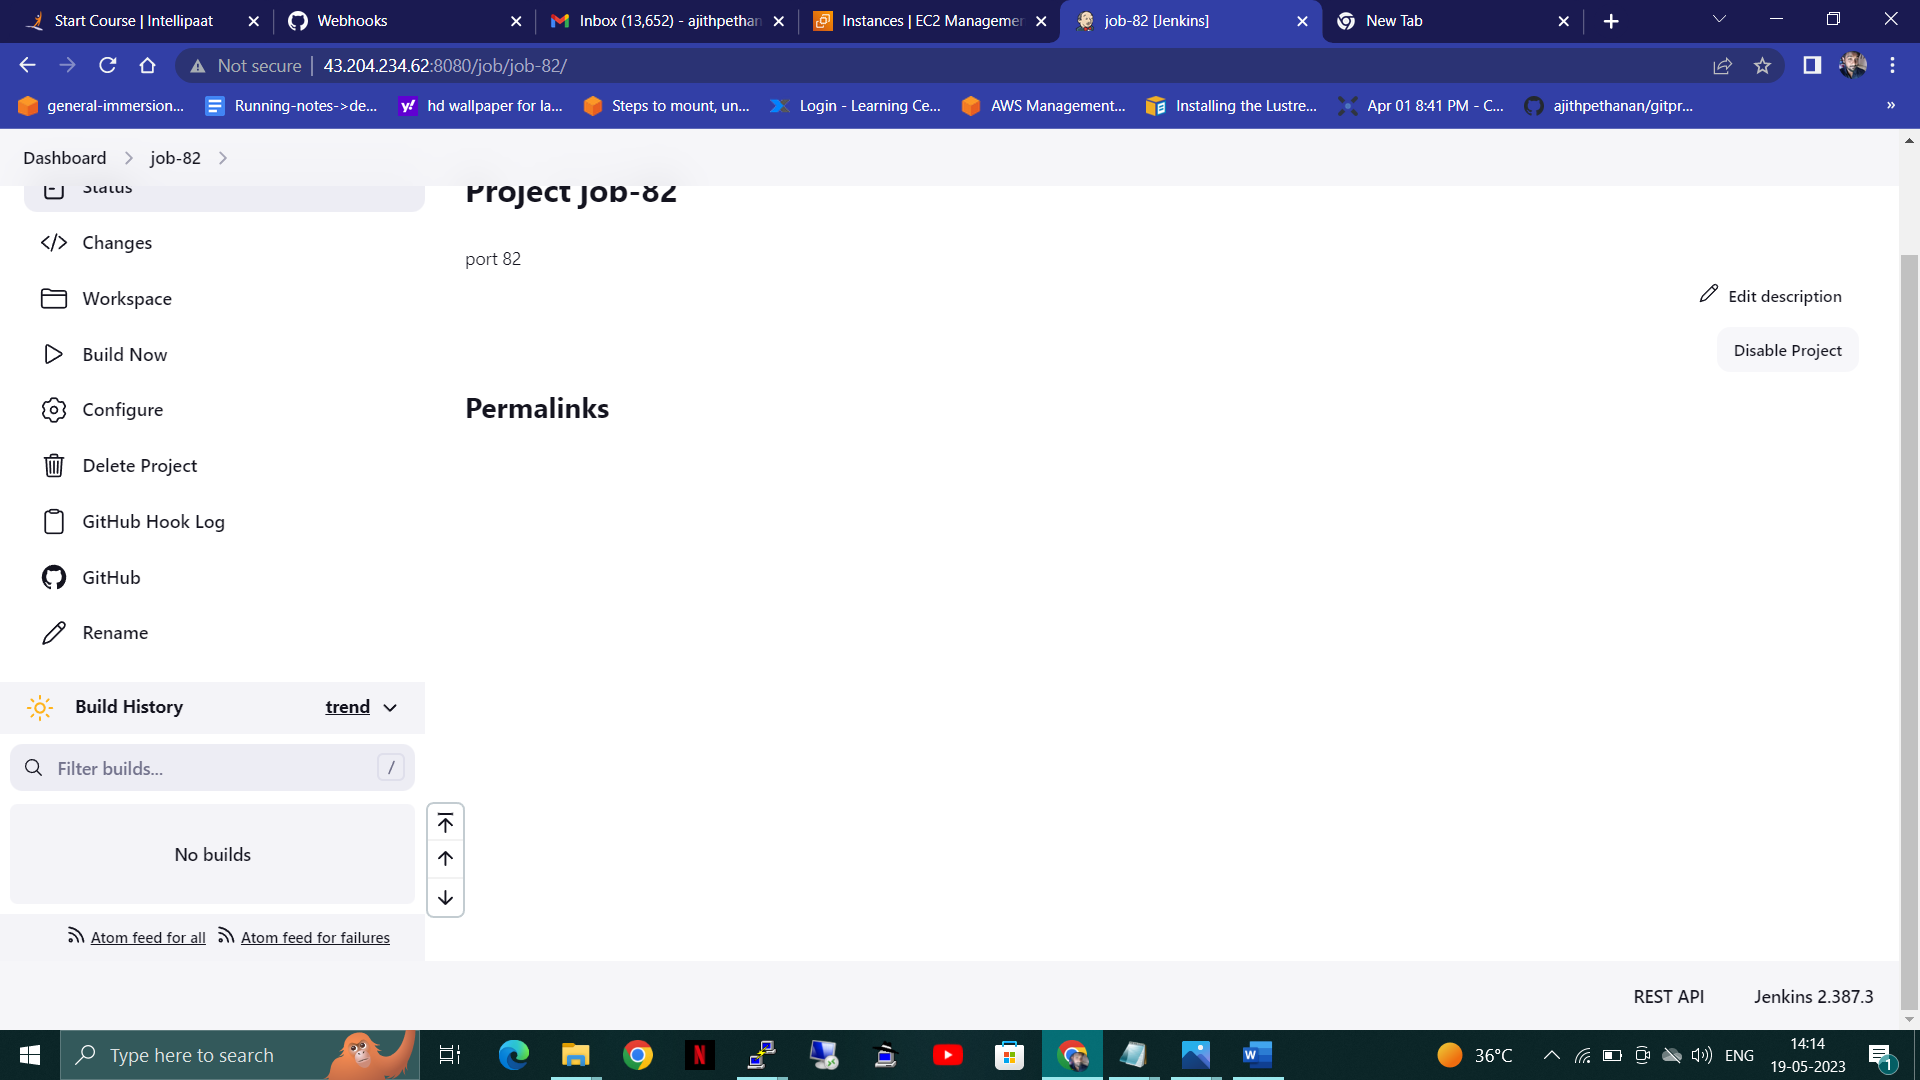 Start Course | Intellipaat
Webhooks
Inbox (13,652) - ajithpethan
Instances | EC2 Managemer
job-82 [Jenkins]
New Tab
Not secure
43.204.234.62:8080/job/job-82/
general-immersion...
Running-notes->de...
hd wallpaper for la...
Steps to mount, un...
Login - Learning Ce...
AWS Management...
Installing the Lustre...
Apr 01 8:41 PM - C...
ajithpethanan/gitpr...
»
Dashboard
job-82
Status
Project job-82
Changes
port 82
Workspace
Edit description
Build Now
Disable Project
Configure
Permalinks
Delete Project
GitHub Hook Log
GitHub
Rename
Build History
trend
Filter builds...
/
No builds
Atom feed for all
Atom feed for failures
REST API
Jenkins 2.387.3
Type here to search
36°C
ENG
14:14
19-05-2023
1